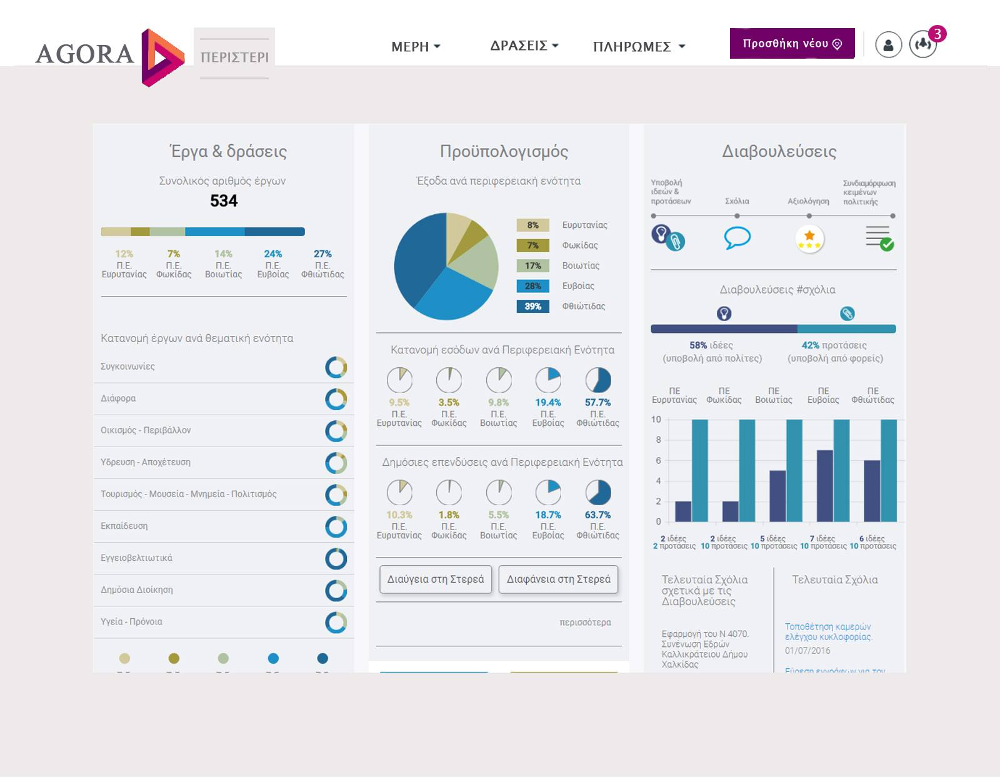 AGORA
ΠΕΡΙΣΤΕΡΙ
ΜΕΡΗ
ΔΡΑΣΕΙΣ
ΠΛΗΡΩΜΕΣ
Προσθήκη νέου
3
Έργα & δράσεις
Συνολικός αριθμός έργων
534
12% 7% 14% 24% 27%
Π.Ε. Π.Ε. Π.Ε. Π.Ε. Π.Ε.
Ευρυτανίας Φωκίδας Βοιωτίας Ευβοίας Φθιώτιδας
Κατανομή έργων ανά θεματική ενότητα
Συγκοινωνίες
Διάφορα
Οικισμός - Περιβάλλον
Υδρευση - Αποχέτευση
Τουρισμός - Μουσεία - Μνημεία - Πολιτισμός
Εκπαίδευση
Εγγειοβελτιωτικά
Δημόσια Διοίκηση
Υγεία - Πρόνοια
Προϋπολογισμός
Έξοδα ανά περιφερειακή ενότητα
8% Ευρυτανίας
7% Φωκίδας
17% Βοιωτίας
28% Ευβοίας
39% Φθιώτιδας
Κατανομή εσόδων ανά Περιφερειακή Ενότητα
9.5% 3.5% 9.8% 19.4% 57.7%
Π.Ε. Π.Ε. Π.Ε. Π.Ε. Π.Ε.
Ευρυτανίας Φωκίδας Βοιωτίας Ευβοίας Φθιώτιδας
Δημόσιες επενδύσεις ανά Περιφερειακή Ενότητα
10.3% 1.8% 5.5% 18.7% 63.7%
Π.Ε. Π.Ε. Π.Ε. Π.Ε. Π.Ε.
Ευρυτανίας Φωκίδας Βοιωτίας Ευβοίας Φθιώτιδας
Διαύγεια στη Στερεά
Διαφάνεια στη Στερεά
περισσότερα
Διαβουλεύσεις
Υποβολή
ιδεών &
προτάσεων
Σχόλια
Αξιολόγηση
Συνδιαμόρφωση
κειμένων
πολιτικής
Διαβουλεύσεις #σχόλια
58% ιδέες
(υποβολή από πολίτες)
42% προτάσεις
(υποβολή από φορείς)
ΠΕ ΠΕ ΠΕ ΠΕ ΠΕ
Ευρυτανίας Φωκίδας Βοιωτίας Ευβοίας Φθιώτιδας
10
8
6
4
2
0
2 ιδέες 2 ιδέες 5 ιδέες 7 ιδέες 6 ιδέες
2 προτάσεις 10 προτάσεις 10 προτάσεις 10 προτάσεις 10 προτάσεις
Τελευταία Σχόλια
σχετικά με τις
Διαβουλεύσεις
Εφαρμογή του Ν 4070.
Συνένωση Εδρών
Καλλικράτειου Δήμου
Χαλκίδας
Τελευταία Σχόλια
Τοποθέτηση καμερών
ελέγχου κυκλοφορίας.
01/07/2016
Εύρεση εγγράφων για τον